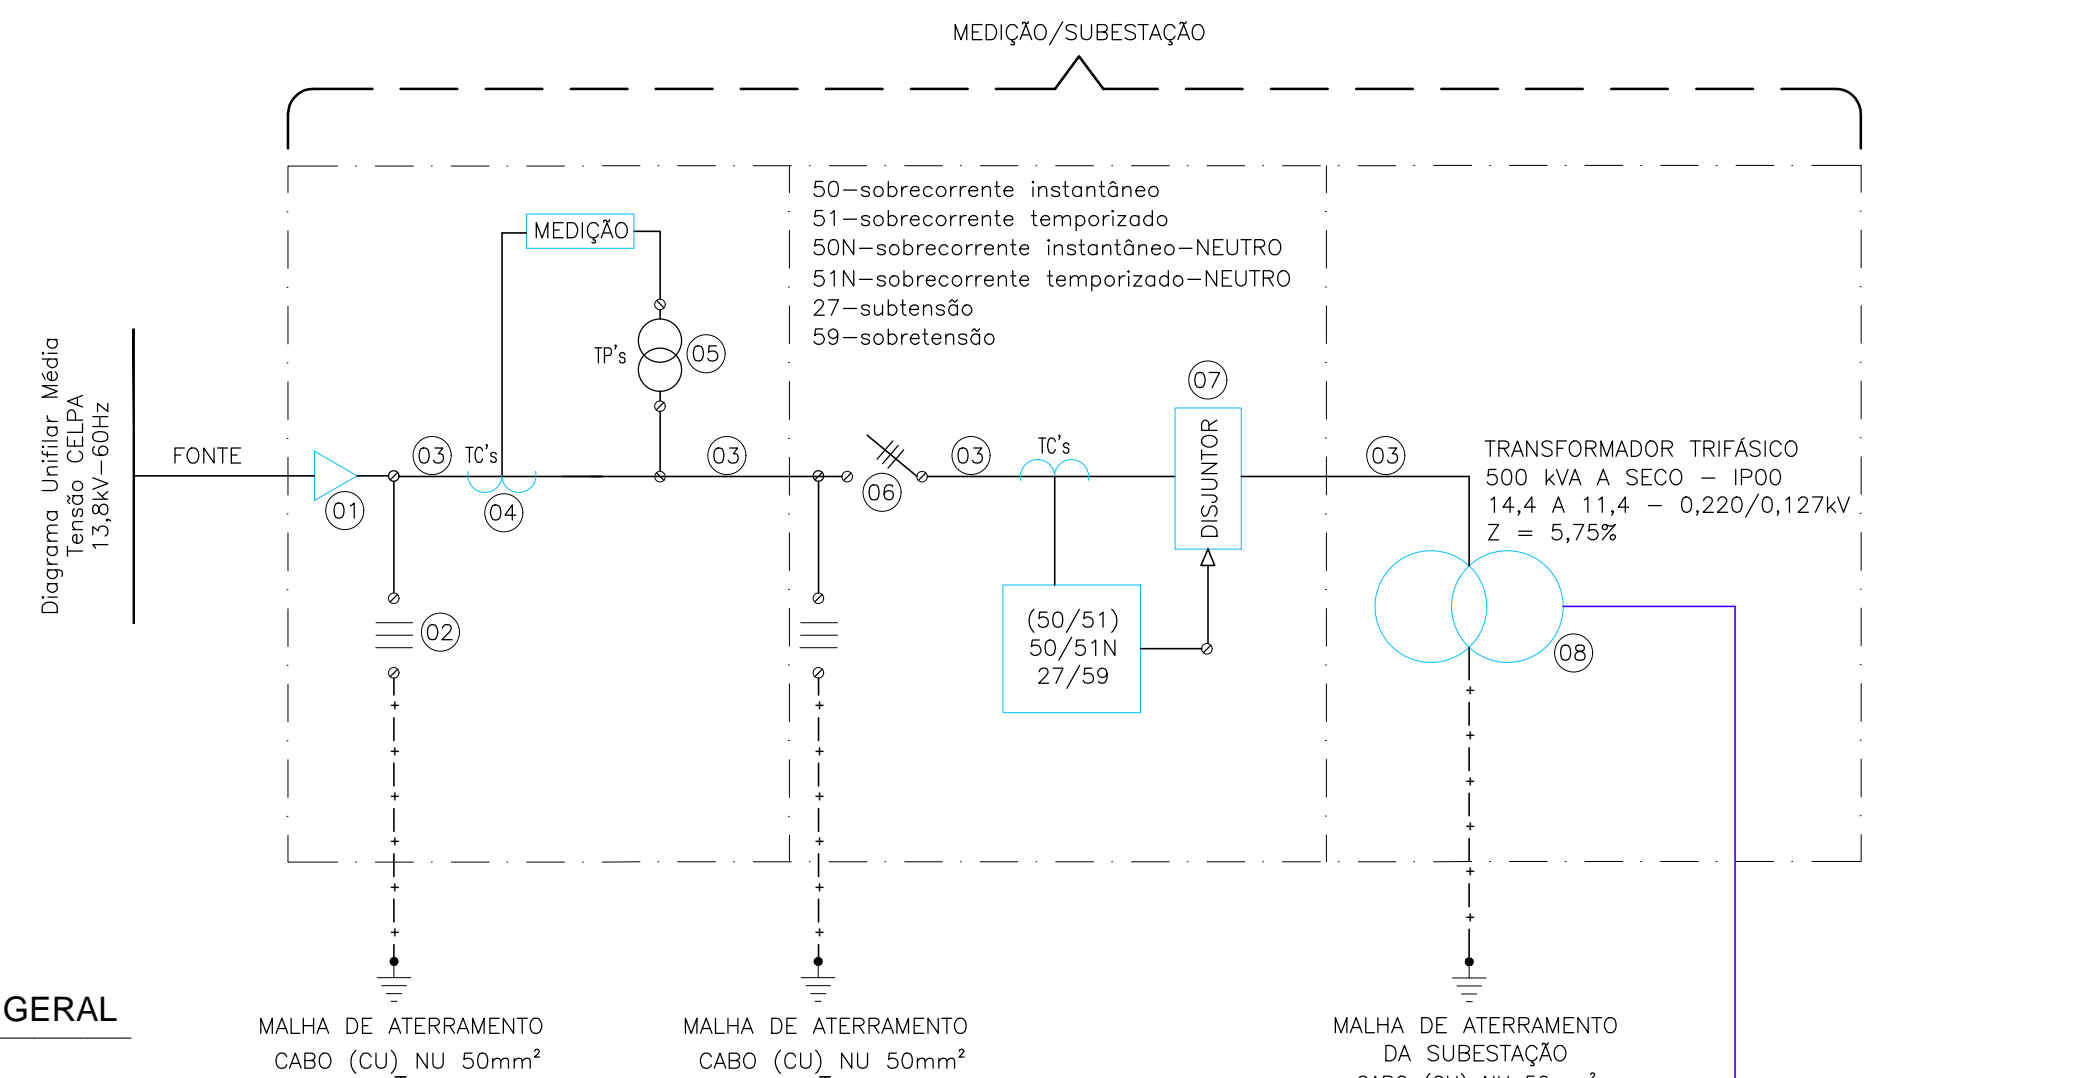 MEDIÇÃO/SUBESTAÇÃO
50-sobrecorrente instantâneo
51-sobrecorrente temporizado
50N-sobrecorrente instantâneo-NEUTRO
51N-sobrecorrente temporizado-NEUTRO
27-subtensão
59-sobretensão
MEDIÇÃO
TP's
05
Diagrama Unifilar Média
Tensão CELPA
13,8kV-60Hz
FONTE
01
03
TC's
04
03
02
06
03
TC's
07
DISJUNTOR
(50/51)
50/51N
27/59
03
TRANSFORMADOR TRIFÁSICO
500 kVA A SECO - IP00
14,4 A 11,4 - 0,220/0,127kV
Z = 5,75%
08
GERAL
MALHA DE ATERRAMENTO
CABO (CU) NU 50mm²
MALHA DE ATERRAMENTO
CABO (CU) NU 50mm²
MALHA DE ATERRAMENTO
DA SUBESTAÇÃO
CABO (CU) NU 50mm²